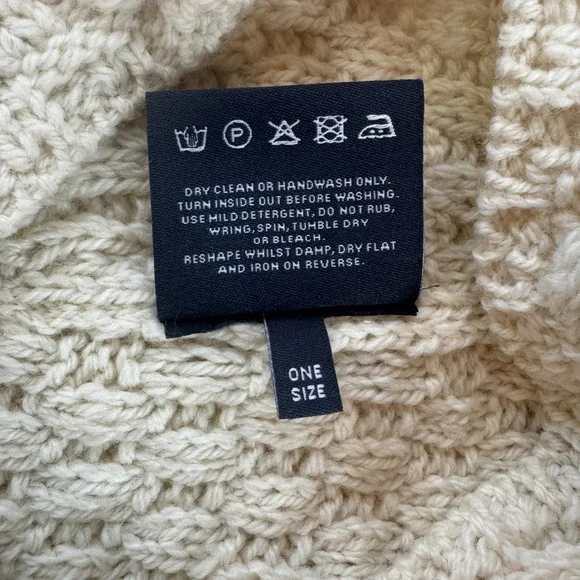 P
DRY CLEAN OR HANDWASH ONLY.
TURN INSIDE OUT BEFORE WASHING.
USE MILD DETERGENT, DO NOT RUB,
WRING, SPIN, TUMBLE DRY
OR BLEACH.
RESHAPE WHILST DAMP, DRY FLAT
AND IRON ON REVERSE.
ONE
SIZE